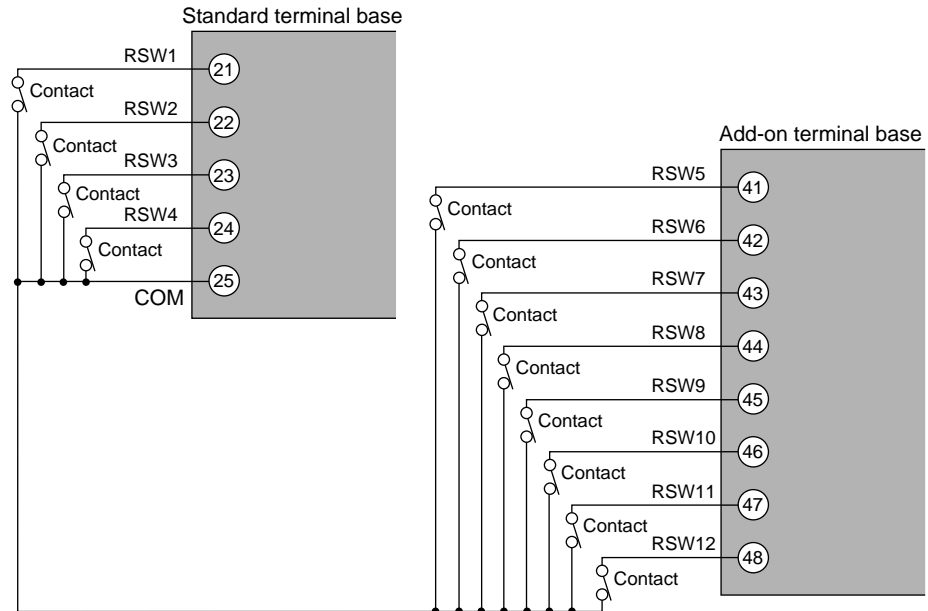 Standard terminal base
RSW1
21
Contact
RSW2
22
Contact
RSW3
23
Contact
RSW4
24
Contact
25
COM
Add-on terminal base
RSW5
41
Contact
RSW6
42
Contact
RSW7
43
Contact
RSW8
44
Contact
RSW9
45
Contact
RSW10
46
Contact
RSW11
47
Contact
RSW12
48
Contact